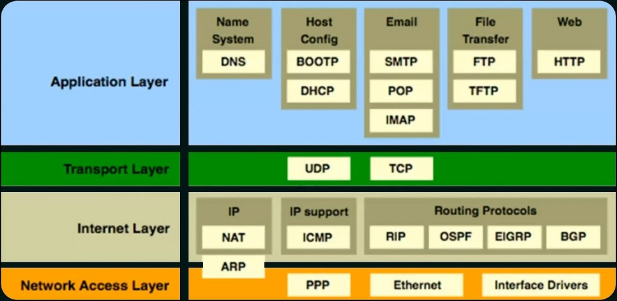 Name System
Host Config
Email
File Transfer
Web
Application Layer
DNS
BOOTP
SMTP
FTP
HTTP
DHCP
POP
TFTP
IMAP
Transport Layer
UDP
TCP
Internet Layer
IP
IP support
Routing Protocols
NAT
ICMP
RIP
OSPF
EIGRP
BGP
ARP
Network Access Layer
PPP
Ethernet
Interface Drivers